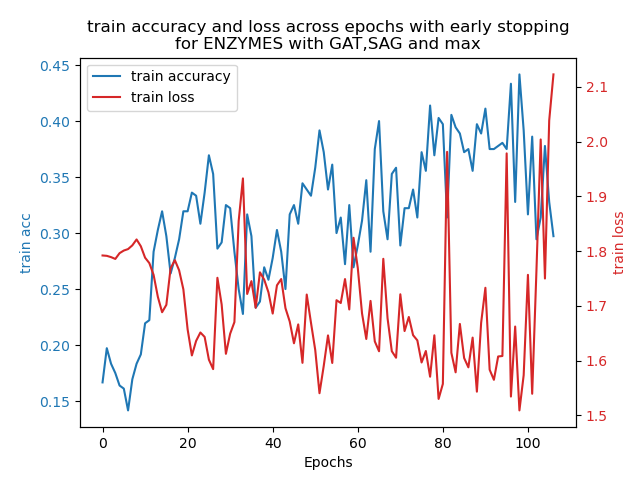 train accuracy and loss across epochs with early stopping
for ENZYMES with GAT,SAG and max
train accuracy
train loss
0.45
0.40
0.35
0.30
0.25
0.20
0.15
train acc
2.1
2.0
1.9
1.8
1.7
1.6
1.5
train loss
0 20 40 60 80 100
Epochs